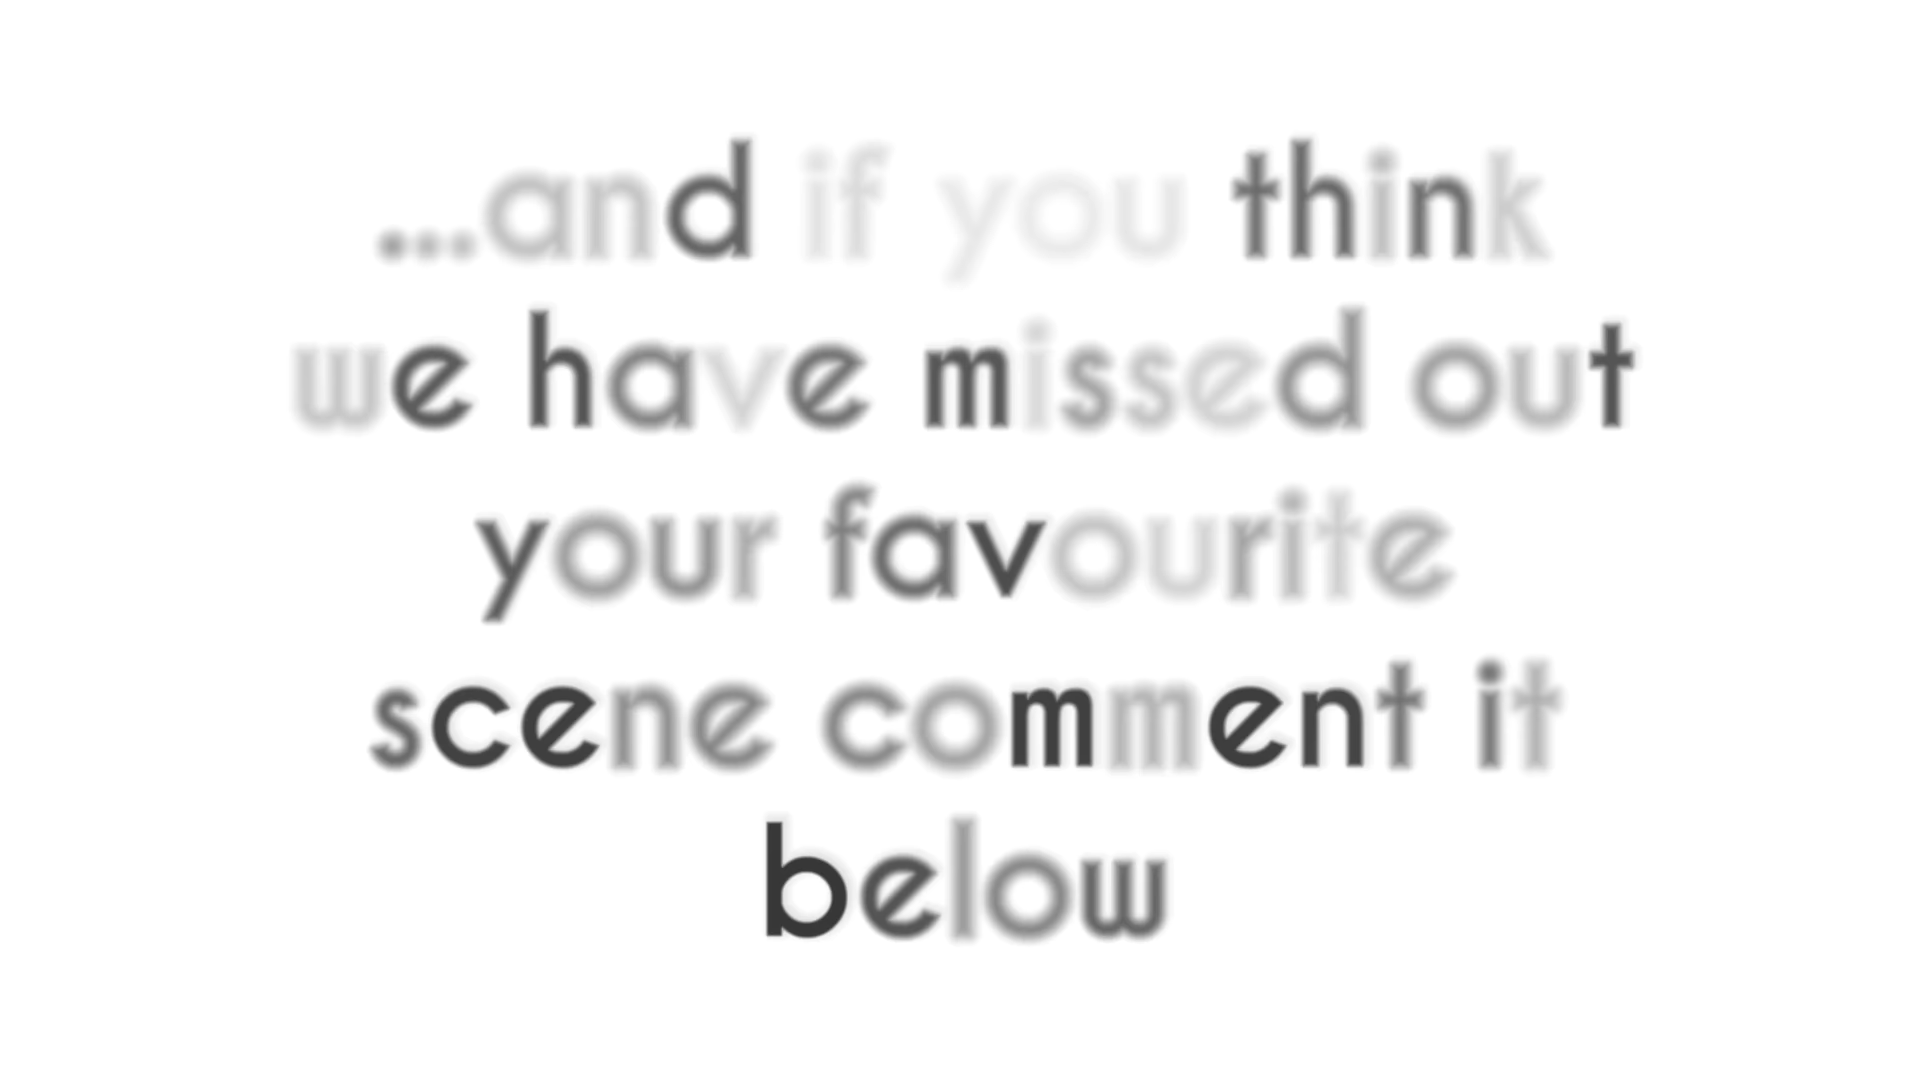 ...and if you think
we have missed out
your favourite
scene comment it
below